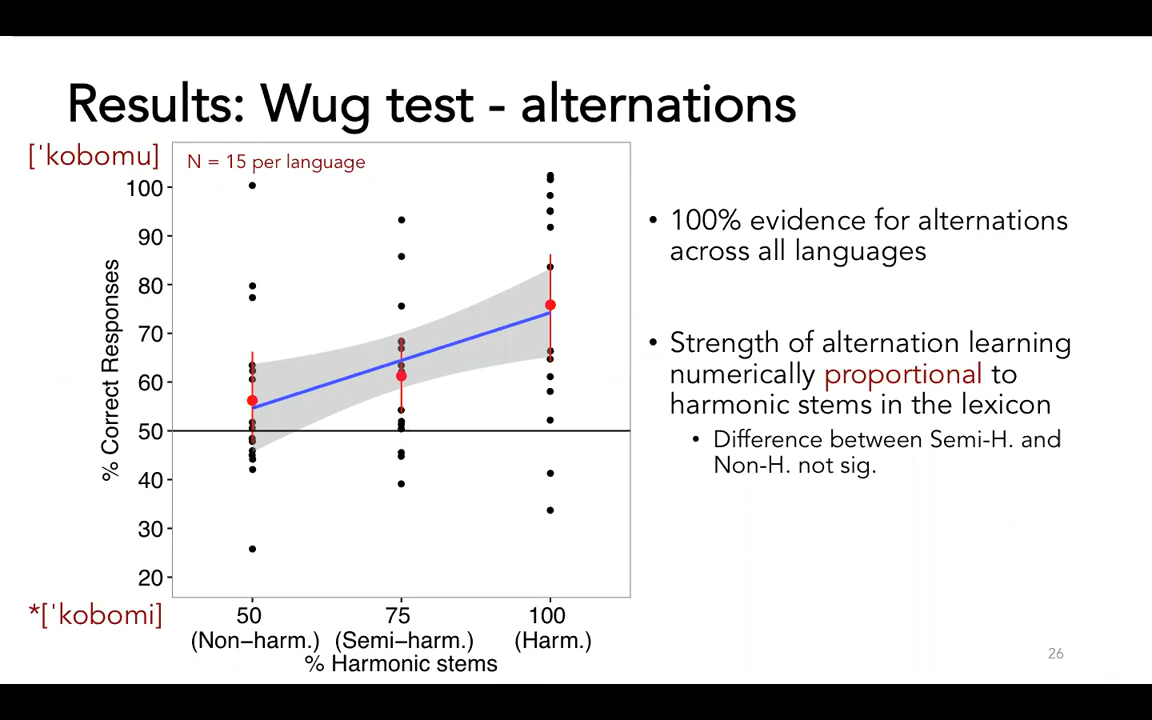 Results: Wug test - alternations
[ˈkobomu]
N = 15 per language
100
90
80
70
60
50
40
30
20
% Correct Responses
*[ˈkobomi]
50 75 100
(Non−harm.) (Semi−harm.) (Harm.)
% Harmonic stems
• 100% evidence for alternations
across all languages
• Strength of alternation learning
numerically proportional to
harmonic stems in the lexicon
• Difference between Semi-H. and
Non-H. not sig.
26